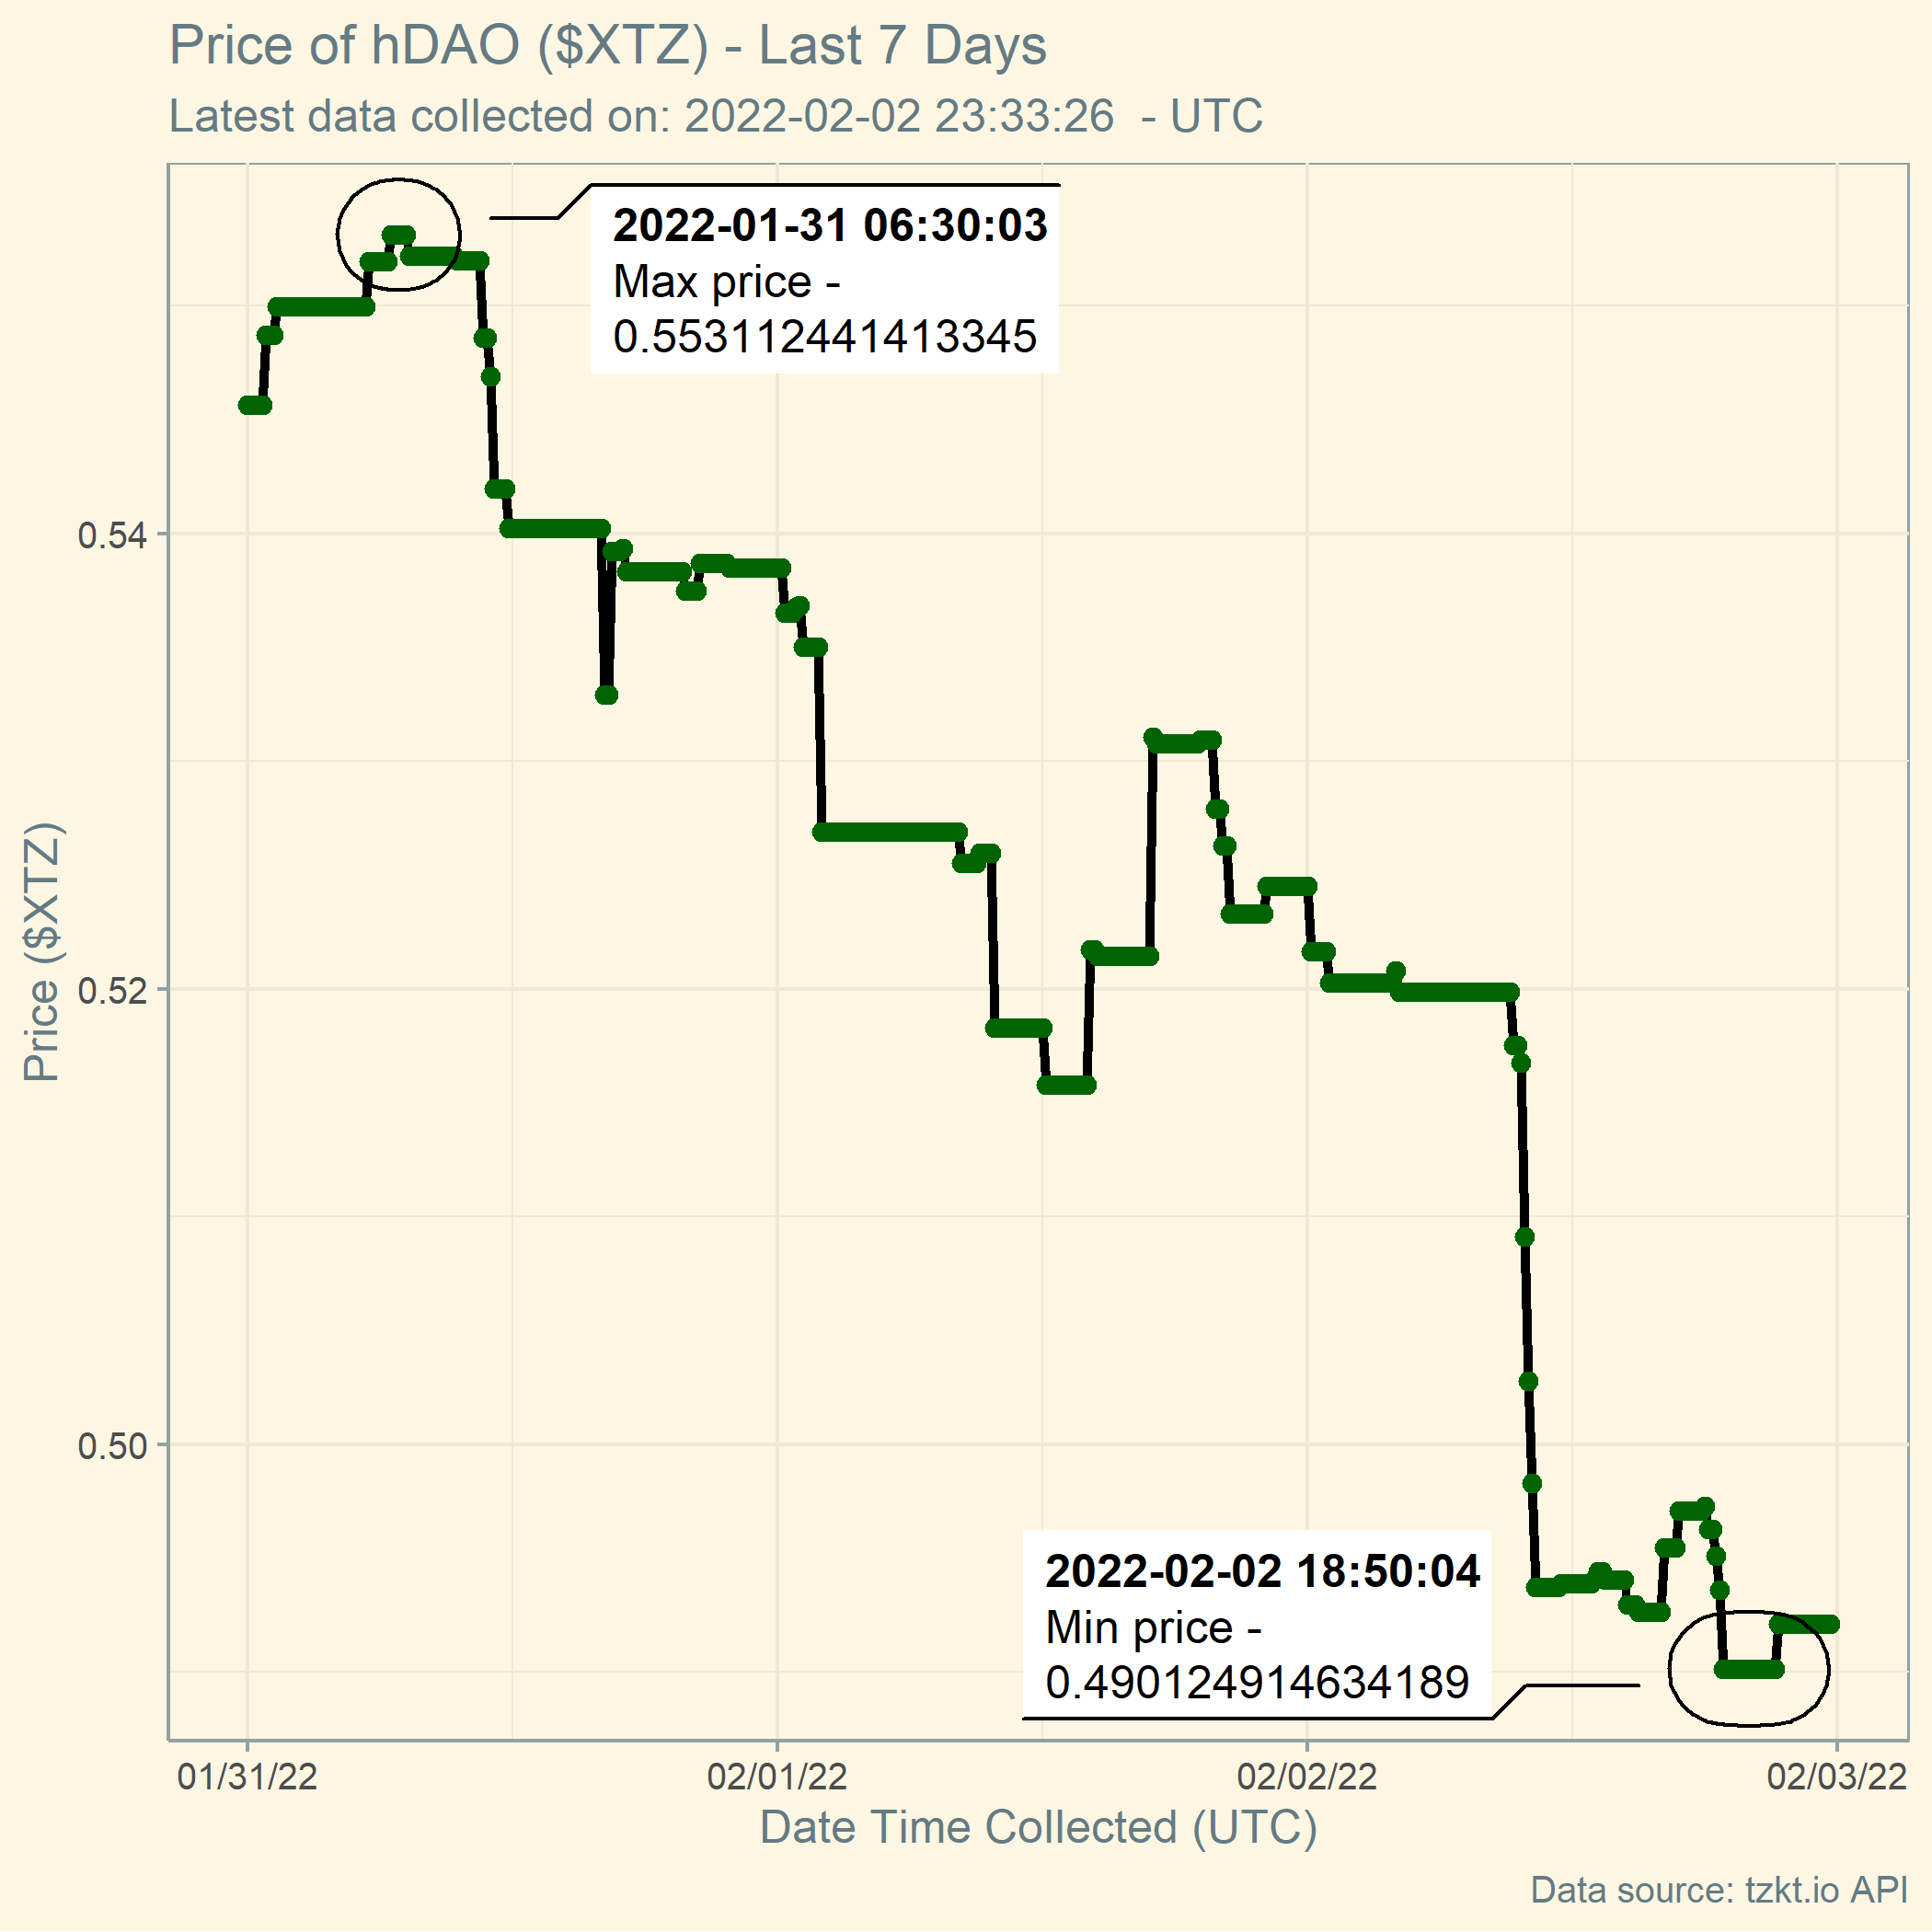 Price of hDAO ($XTZ) - Last 7 Days
Latest data collected on: 2022-02-02 23:33:26  - UTC
2022-01-31 06:30:03
Max price -
0.553112441413345
0.54
0.52
0.50
Price ($XTZ)
2022-02-02 18:50:04
Min price -
0.490124914634189
01/31/22
02/01/22
02/02/22
02/03/22
Date Time Collected (UTC)
Data source: tzkt.io API